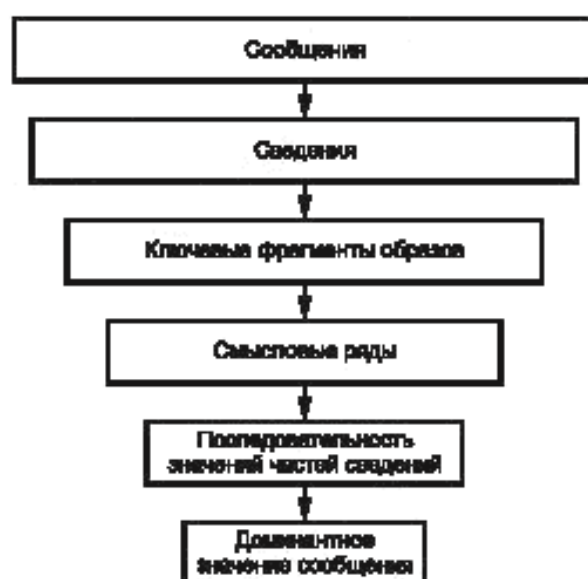 Сообщения
Сведения
Ключевые фрагменты образов
Смысловые ряды
Последовательность
значений частей сведений
Доминантное
значение сообщения